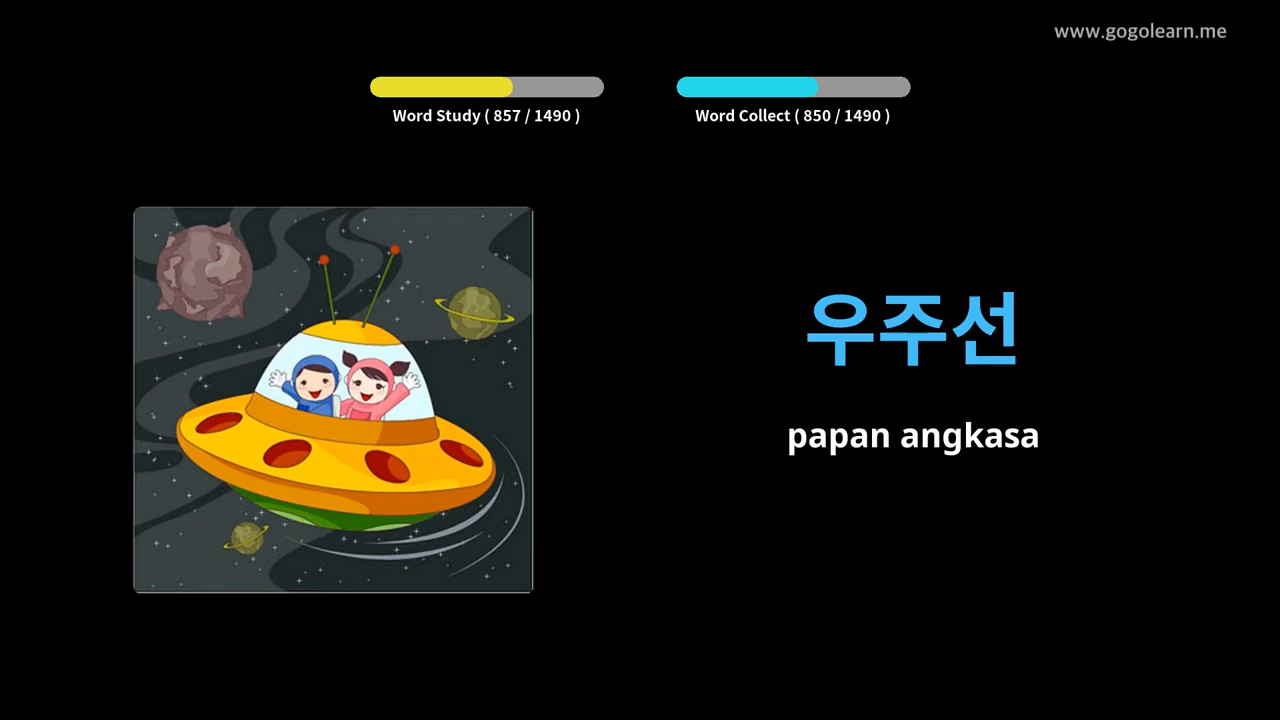 www.gogolearn.me
Word Study ( 857 / 1490 )
Word Collect ( 850 / 1490 )
우주선
papan angkasa